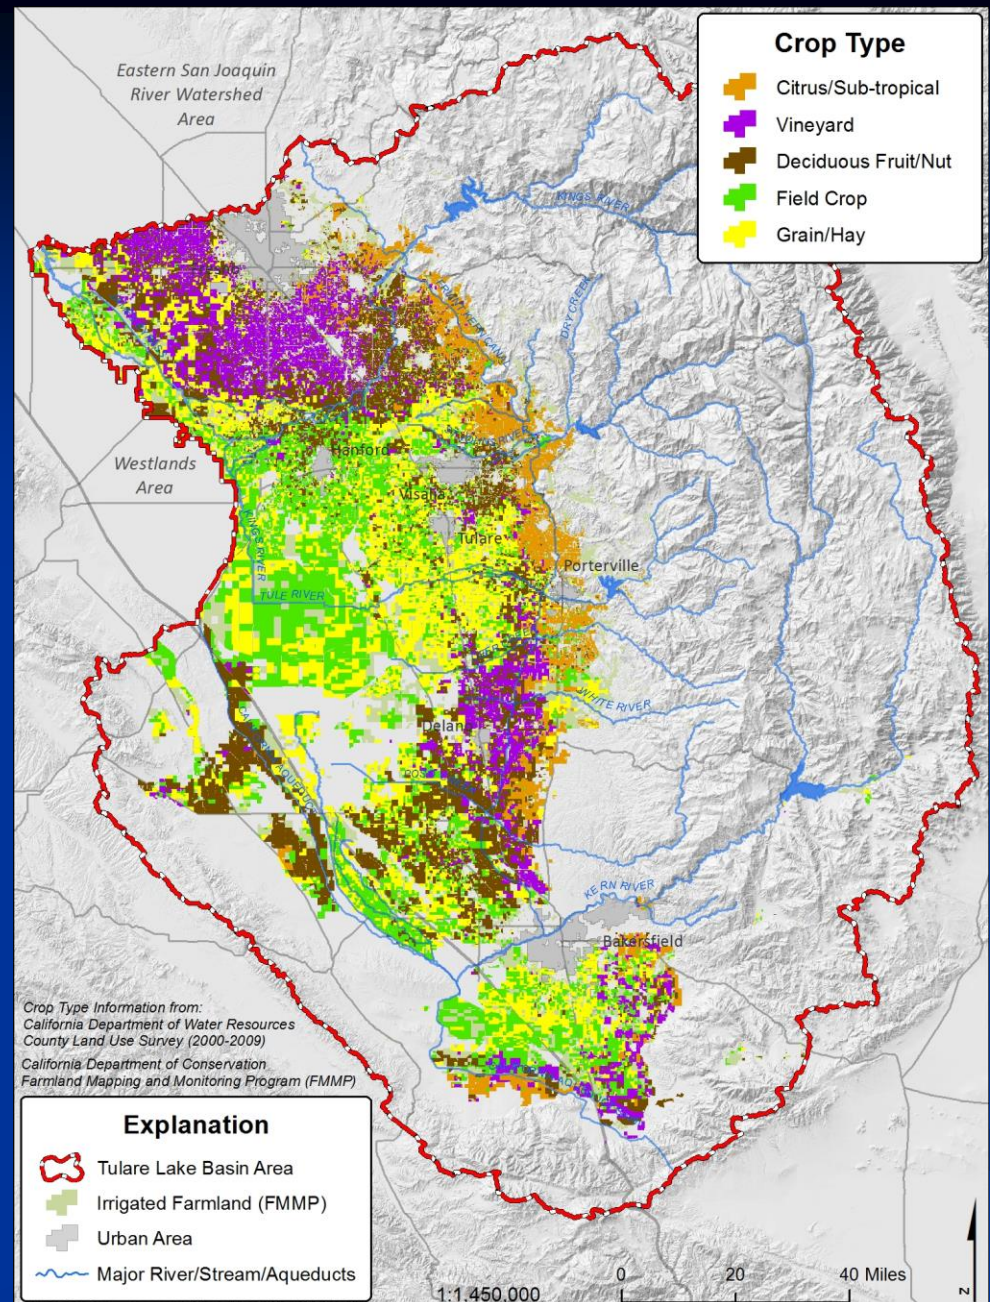 Crop Type
Citrus/Sub-tropical
Vineyard
Deciduous Fruit/Nut
Field Crop
Grain/Hay
Eastern San Joaquin
River Watershed
Area
KINGS RIVER
DRY CREEK
Westlands
Area
Hanford
Visalia
Tulare
KINGS RIVER
Porterville
TULE RIVER
WHITE RIVER
KERN RIVER
Bakersfield
Crop Type Information from:
California Department of Water Resources
County Land Use Survey (2000-2009)
California Department of Conservation
Farmland Mapping and Monitoring Program (FMMP)
Explanation
Tulare Lake Basin Area
Irrigated Farmland (FMMP)
Urban Area
Major River/Stream/Aqueducts
0 20 40 Miles
1:1,450,000
N